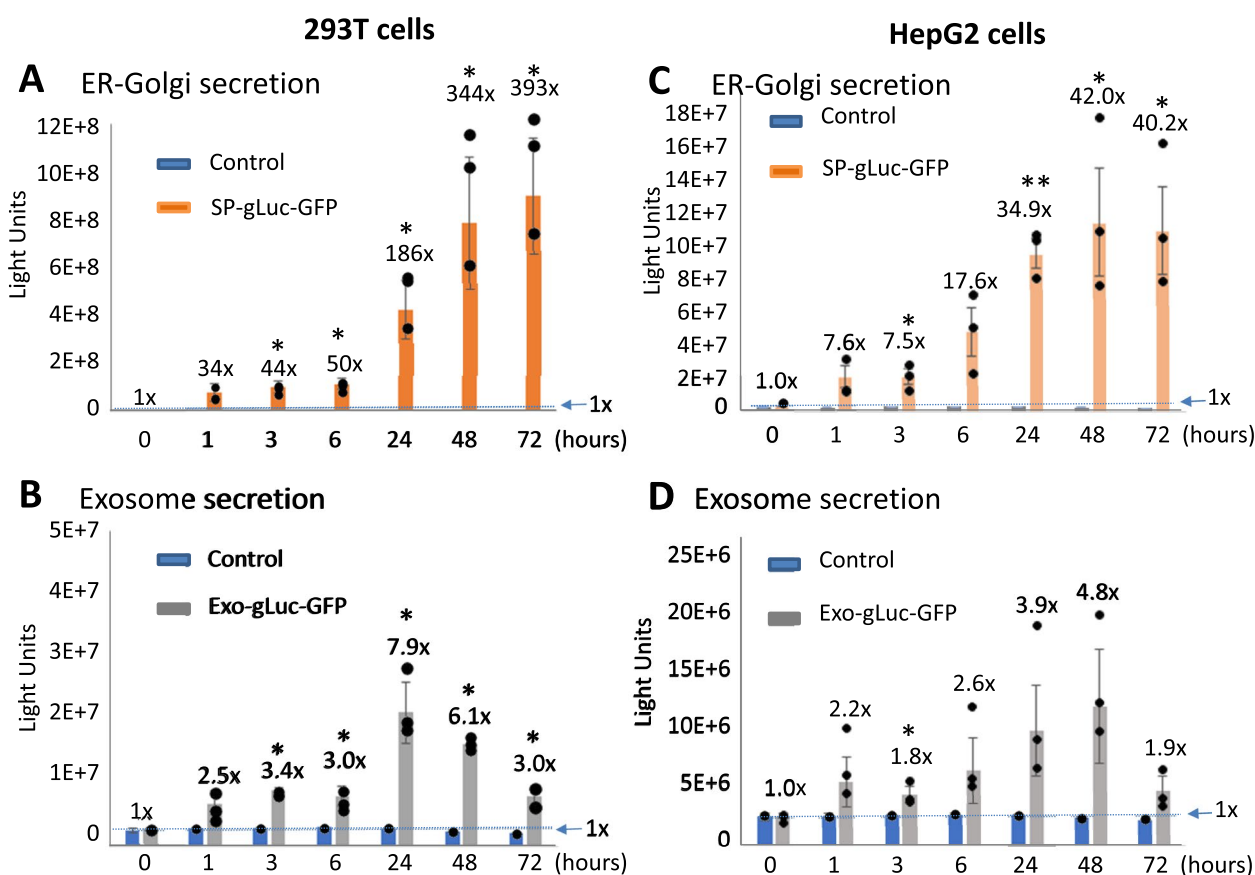 293T cells
HepG2 cells
A ER-Golgi secretion
Light Units
12E+8
10E+8
8E+8
6E+8
4E+8
2E+8
0
Control
SP-gLuc-GFP
1x
34x
*
44x
*
50x
*
186x
*
344x
*
393x
1x
0 1 3 6 24 48 72 (hours)
C ER-Golgi secretion
Light Units
18E+7
16E+7
14E+7
12E+7
10E+7
8E+7
6E+7
4E+7
2E+7
0
Control
SP-gLuc-GFP
1.0x
7.6x
*
7.5x
17.6x
**
34.9x
*
42.0x
*
40.2x
1x
0 1 3 6 24 48 72 (hours)
B Exosome secretion
Light Units
5E+7
4E+7
3E+7
2E+7
1E+7
0
Control
Exo-gLuc-GFP
1x
2.5x
*
3.4x
*
3.0x
*
7.9x
*
6.1x
*
3.0x
1x
0 1 3 6 24 48 72 (hours)
D Exosome secretion
Light Units
25E+6
20E+6
15E+6
10E+6
5E+6
0
Control
Exo-gLuc-GFP
1.0x
2.2x
*
1.8x
2.6x
3.9x
4.8x
1.9x
1x
0 1 3 6 24 48 72 (hours)